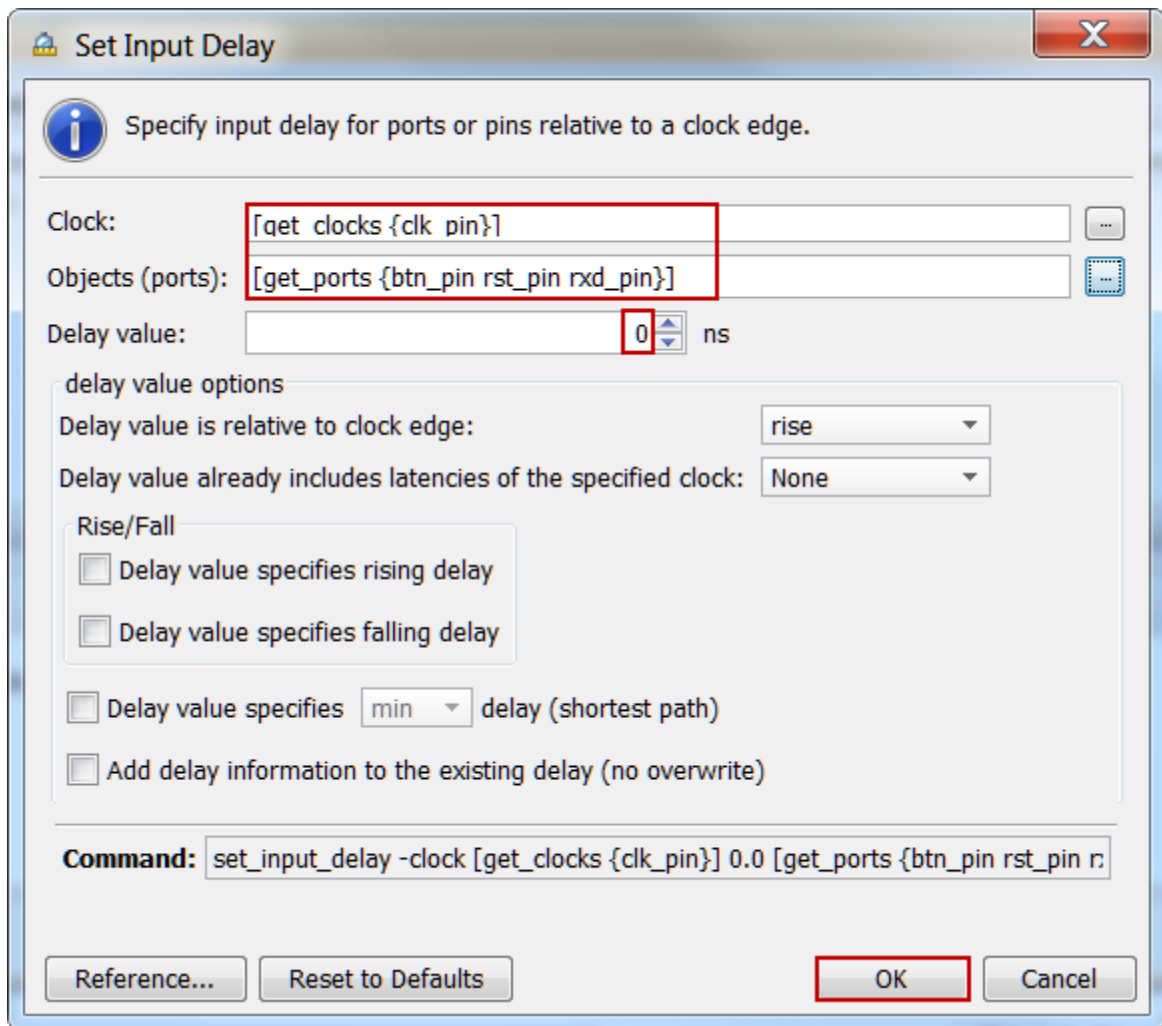 Set Input Delay
X
i Specify input delay for ports or pins relative to a clock edge.
Clock: [get_clocks {clk_pin}] ...
Objects (ports): [get_ports {btn_pin rst_pin rxd_pin}] ...
Delay value: 0 ns
delay value options
Delay value is relative to clock edge: rise
Delay value already includes latencies of the specified clock: None
Rise/Fall
Delay value specifies rising delay
Delay value specifies falling delay
Delay value specifies min delay (shortest path)
Add delay information to the existing delay (no overwrite)
Command: set_input_delay -clock [get_clocks {clk_pin}] 0.0 [get_ports {btn_pin rst_pin
Reference... Reset to Defaults OK Cancel